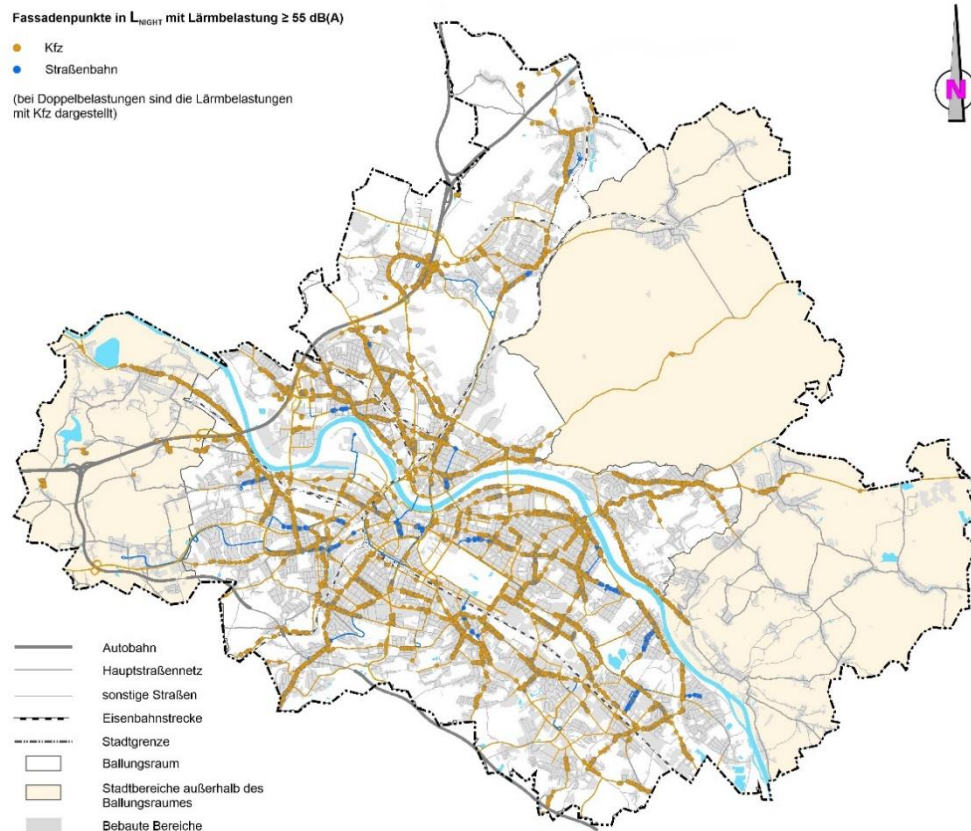 Fassadenpunkte in LNIGHT mit Lärmbelastung ≥ 55 dB(A)
Kfz
Straßenbahn
(bei Doppelbelastungen sind die Lärmbelastungen
mit Kfz dargestellt)
N
Autobahn
Hauptstraßennetz
sonstige Straßen
Eisenbahnstrecke
Stadtgrenze
Ballungsraum
Stadtbereiche außerhalb des
Ballungsraumes
Bebaute Bereiche